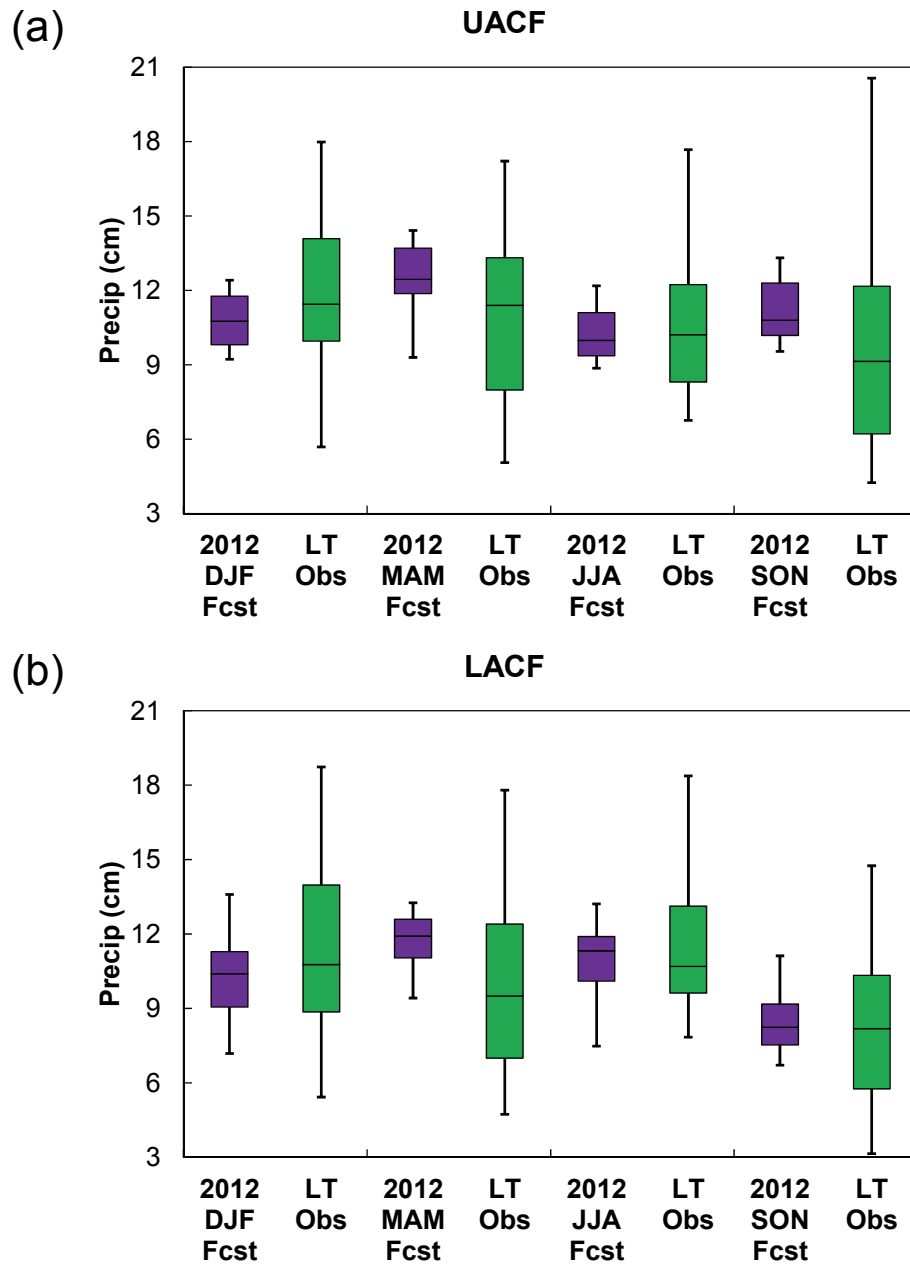 (a)
UACF
Precip (cm)
21
18
15
12
9
6
3
2012 LT 2012 LT 2012 LT 2012 LT
DJF Obs MAM Obs JJA Obs SON Obs
Fcst Fcst Fcst Fcst
(b)
LACF
Precip (cm)
21
18
15
12
9
6
3
2012 LT 2012 LT 2012 LT 2012 LT
DJF Obs MAM Obs JJA Obs SON Obs
Fcst Fcst Fcst Fcst